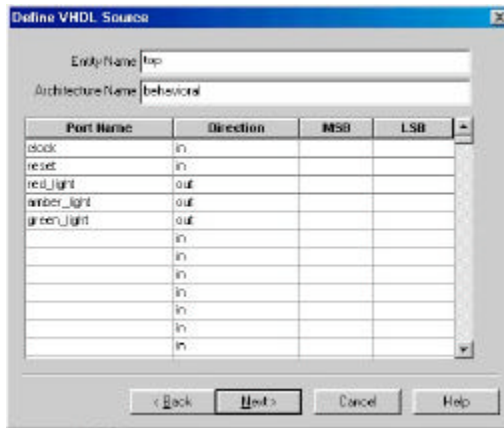 Define VHDL Source
Entity Name top
Architecture Name behavioral
Port Name Direction MSB LSB
clock in
reset in
red_light out
amber_light out
green_light out
in
in
in
in
in
in
in
< Back Next > Cancel Help